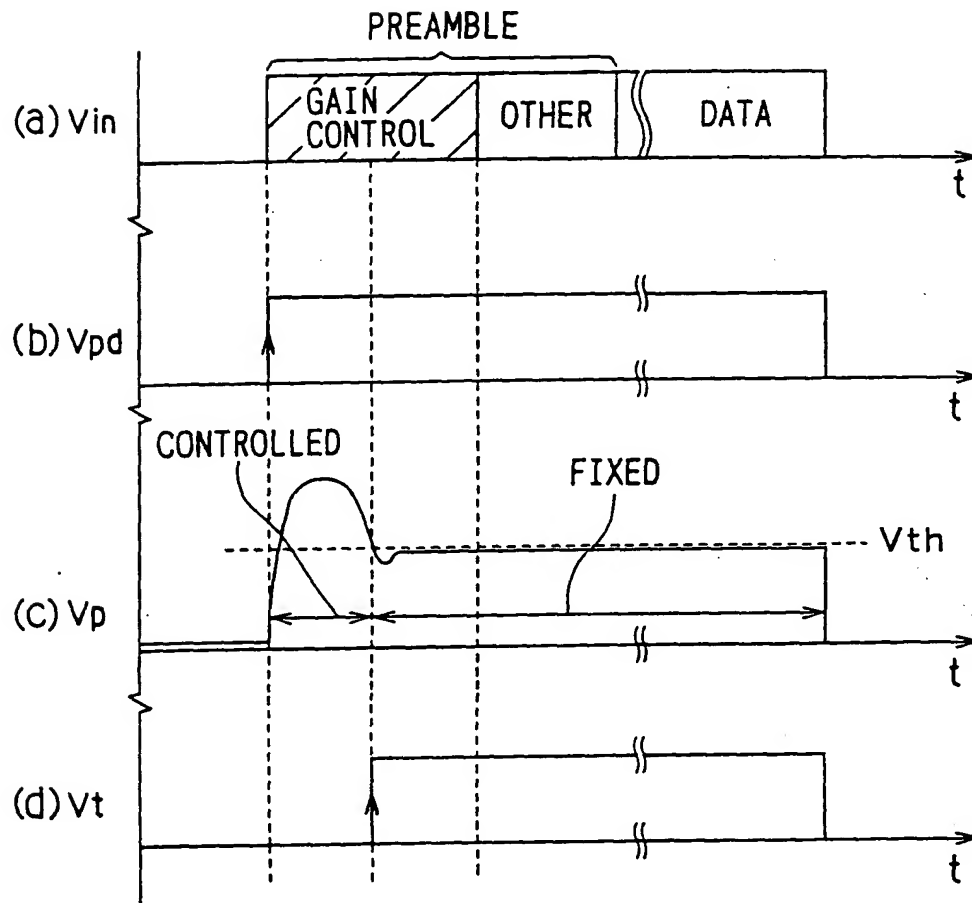 PREAMBLE
(a) Vin
GAIN
CONTROL
OTHER
DATA
t
(b) Vpd
t
CONTROLLED
FIXED
Vth
(c) Vp
t
(d) Vt
t